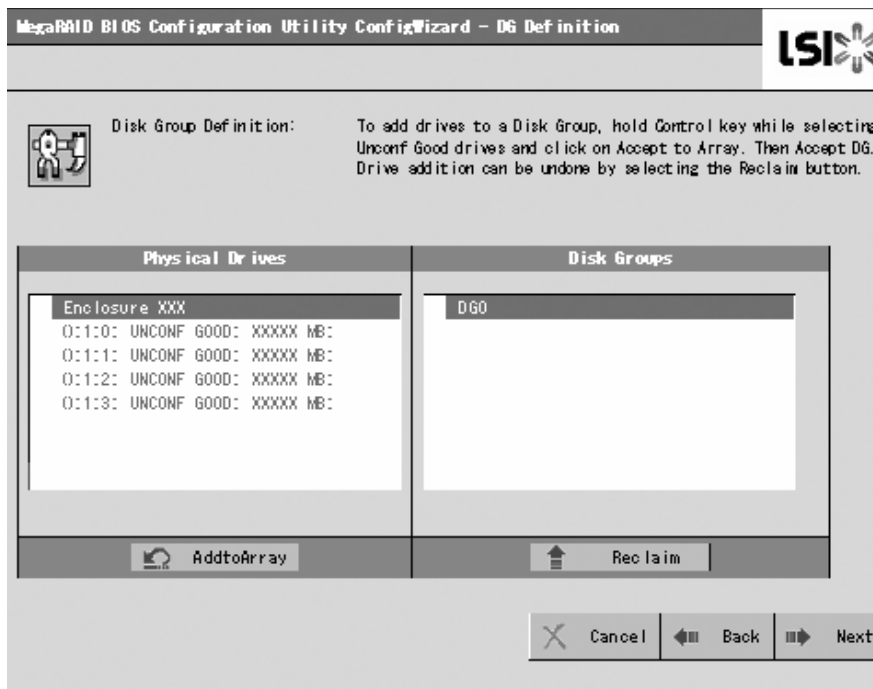 MegaRAID BIOS Configuration Utility ConfigWizard - DG Definition
LSI
Disk Group Definition:
To add drives to a Disk Group, hold Control key while selecting
Unconf Good drives and click on Accept to Array. Then Accept DG.
Drive addition can be undone by selecting the Reclaim button.
Physical Drives
Disk Groups
Enclosure XXX
0:1:0: UNCONF GOOD: XXXXX MB:
0:1:1: UNCONF GOOD: XXXXX MB:
0:1:2: UNCONF GOOD: XXXXX MB:
0:1:3: UNCONF GOOD: XXXXX MB:
DG0
AddtoArray
Reclaim
Cancel
Back
Next